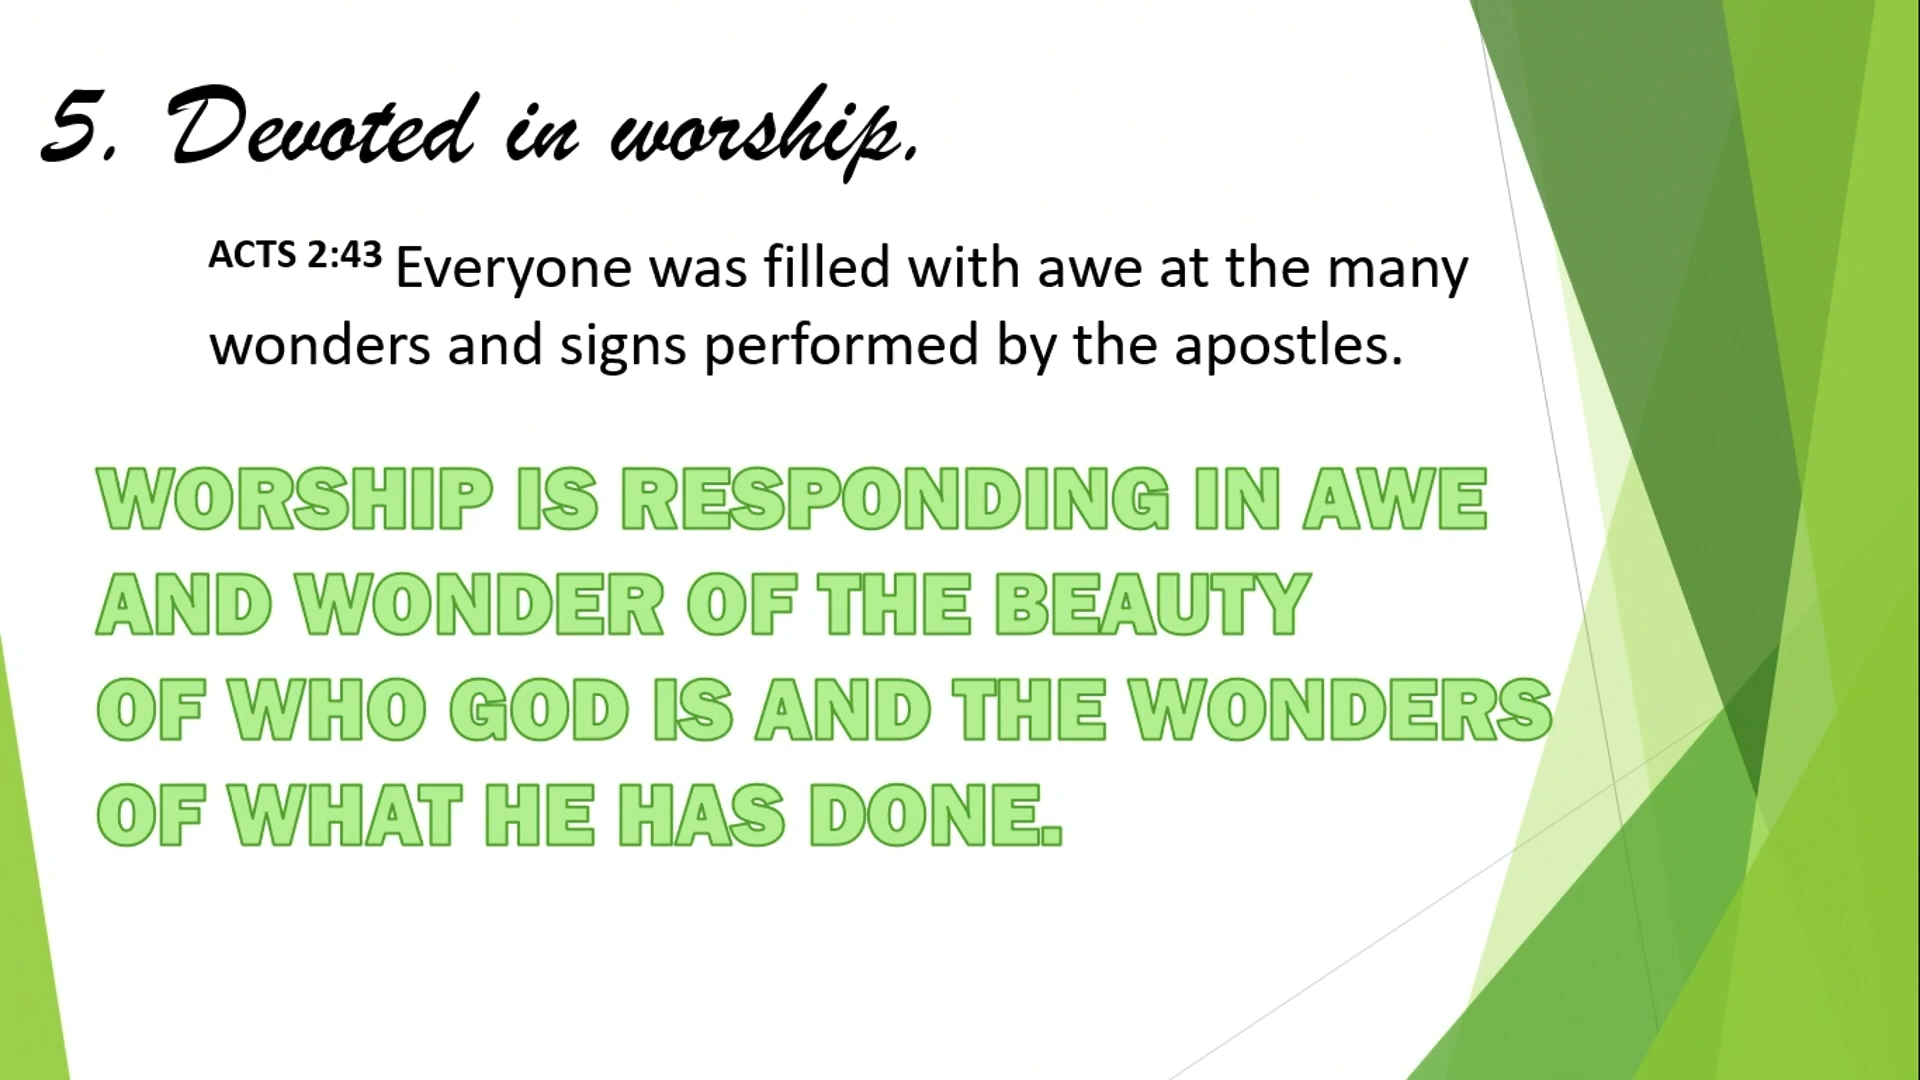 5. Devoted in worship.
ACTS 2:43 Everyone was filled with awe at the many
wonders and signs performed by the apostles.
WORSHIP IS RESPONDING IN AWE
AND WONDER OF THE BEAUTY
OF WHO GOD IS AND THE WONDERS
OF WHAT HE HAS DONE.